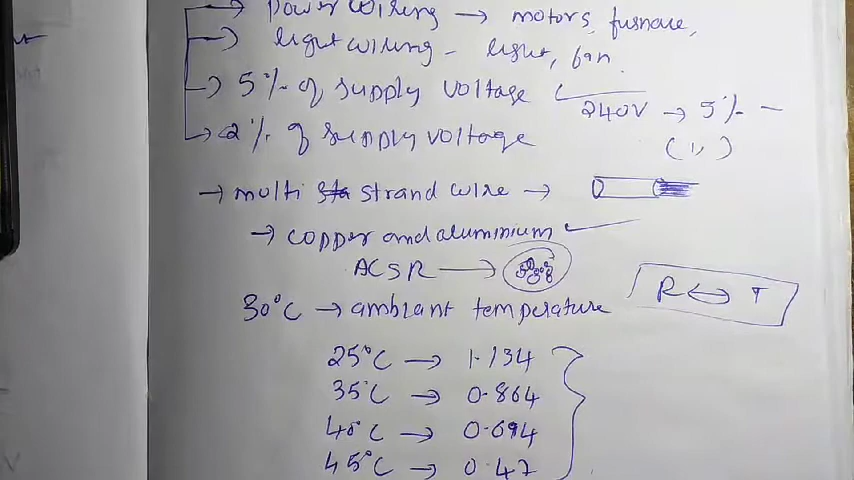 → power wiring → motors, furnace,
→ light wiring - light, fan.
→ 5% of supply voltage
240V → 5% -
→ 2% of supply voltage
→ multi strand wire →
→ copper and aluminium
ACSR →
30°C → ambiant temperature
R ↔ T
25°C → 1.134
35°C → 0.864
40°C → 0.694
45°C → 0.47